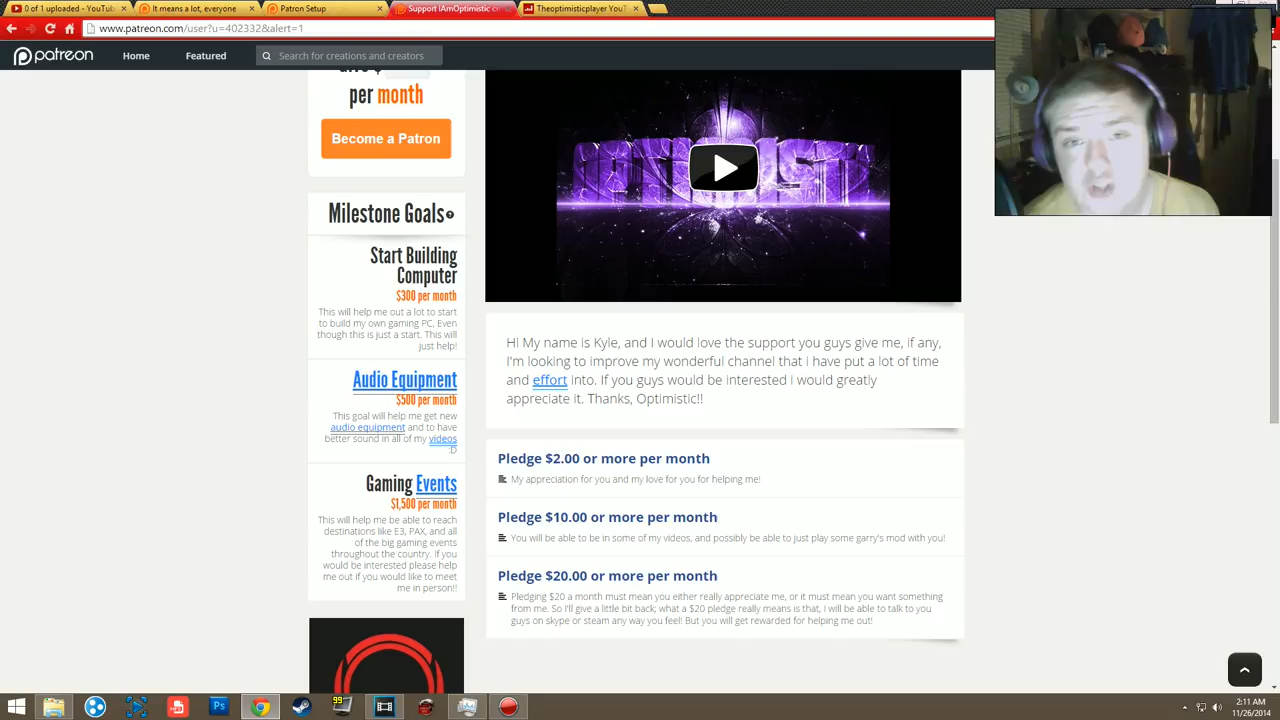 0 of 1 uploaded - YouTub
It means a lot, everyone
Patron Setup
Support IAmOptimistic cr
Theoptimisticplayer YouT
www.patreon.com/user?u=402332&alert=1
patreon
Home
Featured
Search for creations and creators
per month
Become a Patron
Milestone Goals
Start Building
Computer
$300 per month
This will help me out a lot to start
to build my own gaming PC, Even
though this is just a start. This will
just help!
Audio Equipment
$500 per month
This goal will help me get new
audio equipment and to have
better sound in all of my videos
:D
Gaming Events
$1,500 per month
This will help me be able to reach
destinations like E3, PAX, and all
of the big gaming events
throughout the country. If you
would be interested please help
me out if you would like to meet
me in person!!
Hi My name is Kyle, and I would love the support you guys give me, if any,
I'm looking to improve my wonderful channel that i have put a lot of time
and effort into. If you guys would be interested i would greatly
appreciate it. Thanks, Optimistic!!
Pledge $2.00 or more per month
My appreciation for you and my love for you for helping me!
Pledge $10.00 or more per month
You will be able to be in some of my videos, and possibly be able to just play some garry's mod with you!
Pledge $20.00 or more per month
Pledging $20 a month must mean you either really appreciate me, or it must mean you want something
from me. So I'll give a little bit back; what a $20 pledge really means is that, I will be able to talk to you
guys on skype or steam any way you feel! But you will get rewarded for helping me out!
Ps
99
2:11 AM
11/26/2014